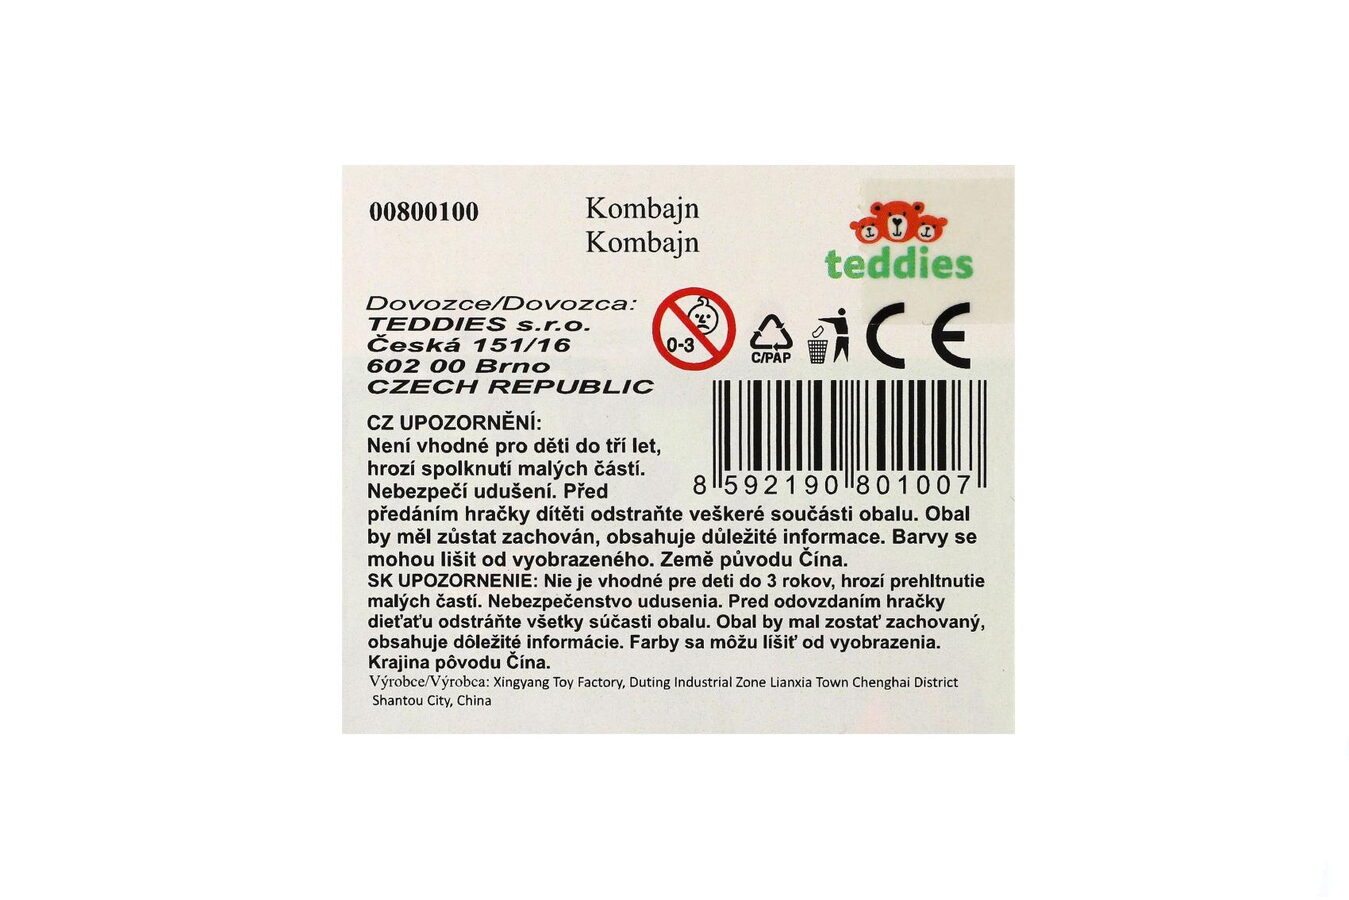 00800100
Kombajn
Kombajn
teddies
Dovozce/Dovozca:
TEDDIES s.r.o.
Česká 151/16
602 00 Brno
CZECH REPUBLIC
0-3
C/PAP
CE
8 592190 801007
CZ UPOZORNĚNÍ:
Není vhodné pro děti do tří let,
hrozí spolknutí malých částí.
Nebezpečí udušení. Před
předáním hračky dítěti odstraňte veškeré součásti obalu. Obal
by měl zůstat zachován, obsahuje důležité informace. Barvy se
mohou lišit od vyobrazeného. Země původu Čína.
SK UPOZORNENIE: Nie je vhodné pre deti do 3 rokov, hrozí prehltnutie
malých častí. Nebezpečenstvo udusenia. Pred odovzdaním hračky
dieťaťu odstráňte všetky súčasti obalu. Obal by mal zostať zachovaný,
obsahuje dôležité informácie. Farby sa môžu líšiť od vyobrazenia.
Krajina pôvodu Čína.
Výrobce/Výrobca: Xingyang Toy Factory, Duting Industrial Zone Lianxia Town Chenghai District
Shantou City, China